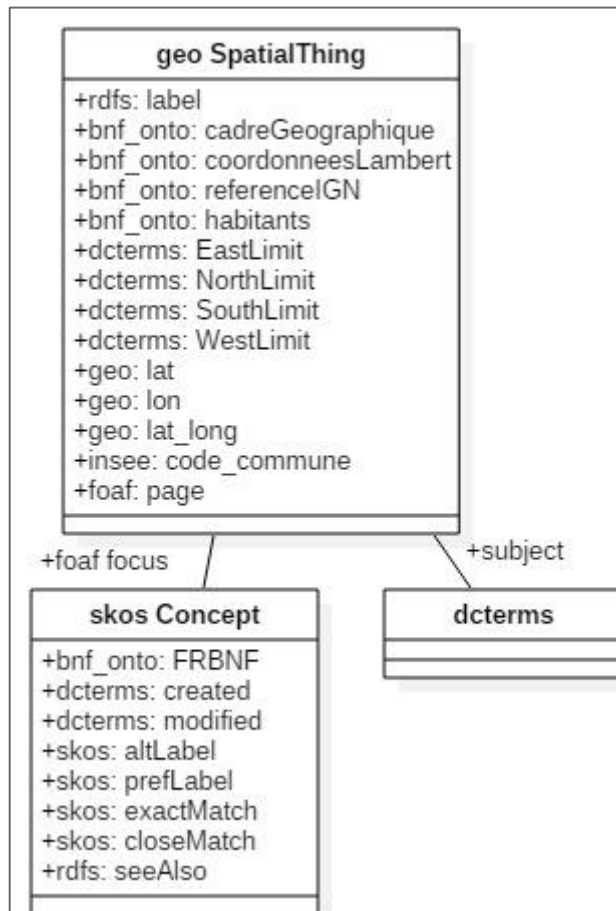 geo SpatialThing
+rdfs: label
+bnf_onto: cadreGeographique
+bnf_onto: coordonneesLambert
+bnf_onto: referenceIGN
+bnf_onto: habitants
+dcterms: EastLimit
+dcterms: NorthLimit
+dcterms: SouthLimit
+dcterms: WestLimit
+geo: lat
+geo: lon
+geo: lat_long
+insee: code_commune
+foaf: page
+foaf focus
+subject
skos Concept
+bnf_onto: FRBNF
+dcterms: created
+dcterms: modified
+skos: altLabel
+skos: prefLabel
+skos: exactMatch
+skos: closeMatch
+rdfs: seeAlso
dcterms